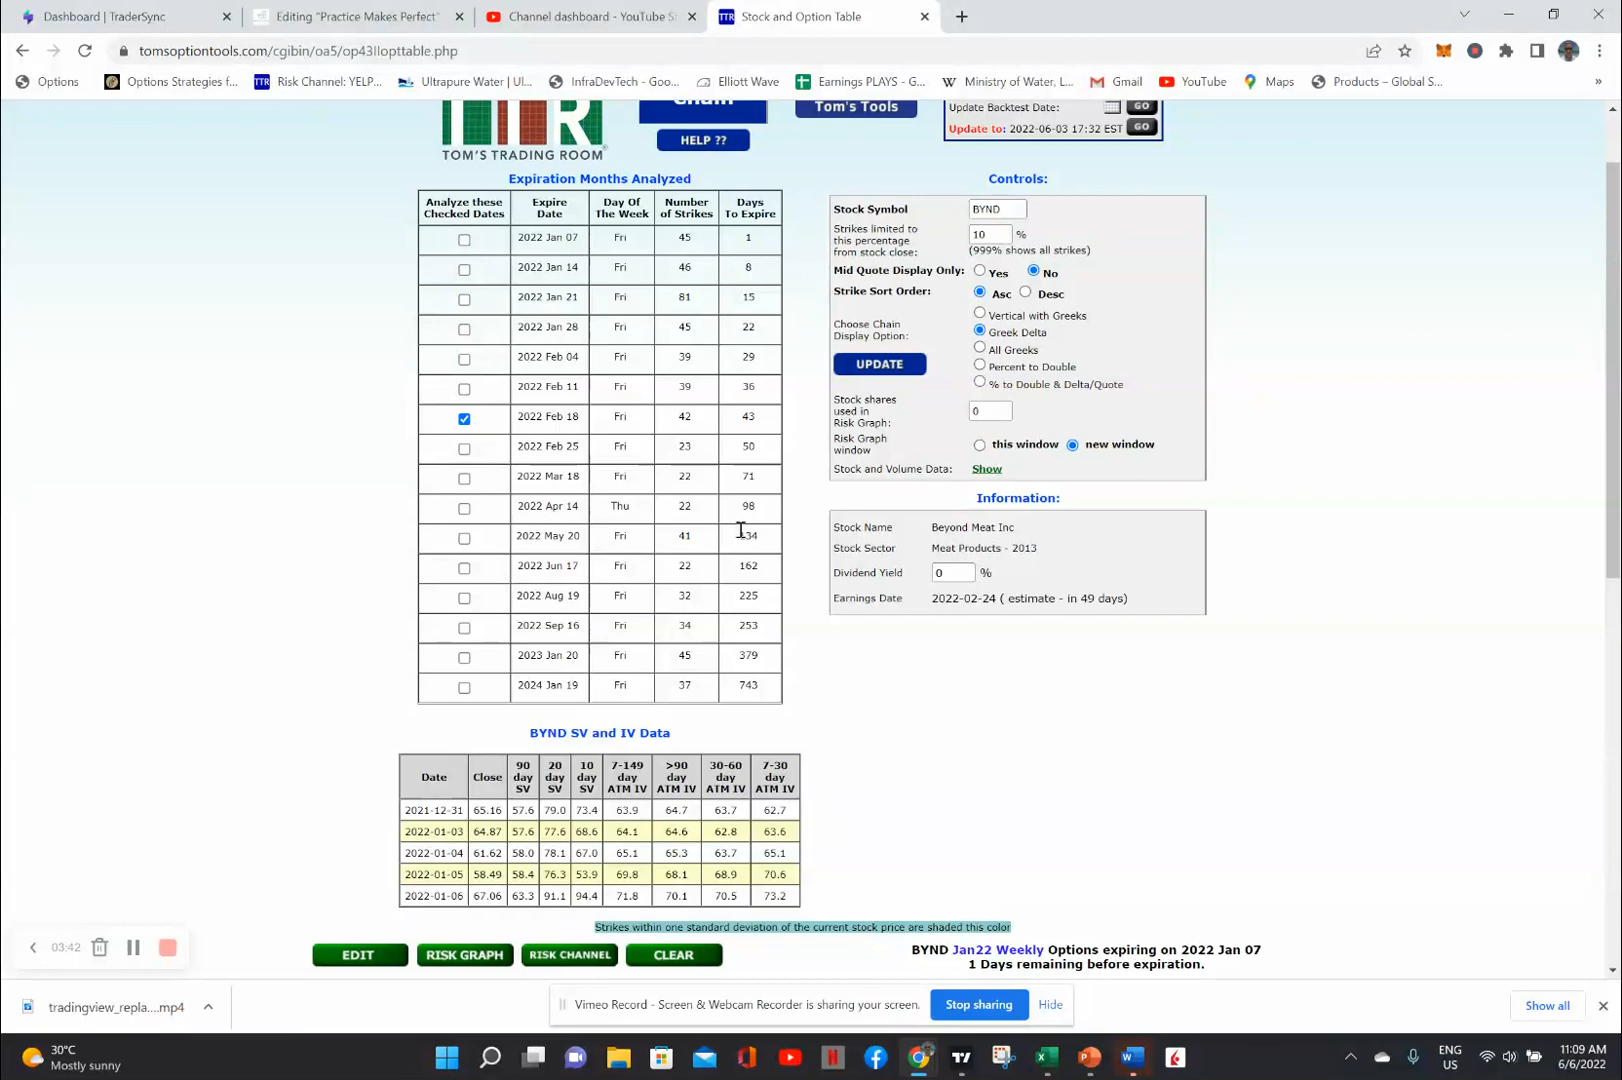 Dashboard | TraderSync
Editing "Practice Makes Perfect"
Channel dashboard - YouTube S
Stock and Option Table
tomsoptiontools.com/cgibin/oa5/op43llopttable.php
Options
Options Strategies f...
Risk Channel: YELP...
Ultrapure Water | Ul...
InfraDevTech - Goo...
Elliott Wave
Earnings PLAYS - G...
Ministry of Water, L...
Gmail
YouTube
Maps
Products – Global S...
TTR
TOM'S TRADING ROOM
Chain
HELP ??
Tom's Tools
Update Backtest Date:
GO
Update to: 2022-06-03 17:32 EST
GO
Expiration Months Analyzed
Analyze these Checked Dates
Expire Date
Day Of The Week
Number of Strikes
Days To Expire
2022 Jan 07 Fri 45 1
2022 Jan 14 Fri 46 8
2022 Jan 21 Fri 81 15
2022 Jan 28 Fri 45 22
2022 Feb 04 Fri 39 29
2022 Feb 11 Fri 39 36
2022 Feb 18 Fri 42 43
2022 Feb 25 Fri 23 50
2022 Mar 18 Fri 22 71
2022 Apr 14 Thu 22 98
2022 May 20 Fri 41 34
2022 Jun 17 Fri 22 162
2022 Aug 19 Fri 32 225
2022 Sep 16 Fri 34 253
2023 Jan 20 Fri 45 379
2024 Jan 19 Fri 37 743
Controls:
Stock Symbol BYND
Strikes limited to this percentage from stock close: 10 %
(999% shows all strikes)
Mid Quote Display Only: Yes No
Strike Sort Order: Asc Desc
Choose Chain Display Option:
Vertical with Greeks
Greek Delta
All Greeks
Percent to Double
% to Double & Delta/Quote
UPDATE
Stock shares used in Risk Graph: 0
Risk Graph window this window new window
Stock and Volume Data: Show
Information:
Stock Name Beyond Meat Inc
Stock Sector Meat Products - 2013
Dividend Yield 0 %
Earnings Date 2022-02-24 ( estimate - in 49 days)
BYND SV and IV Data
Date Close 90 day SV 20 day SV 10 day SV 7-149 day ATM IV >90 day ATM IV 30-60 day ATM IV 7-30 day ATM IV
2021-12-31 65.16 57.6 79.0 73.4 63.9 64.7 63.7 62.7
2022-01-03 64.87 57.6 77.6 68.6 64.1 64.6 62.8 63.6
2022-01-04 61.62 58.0 78.1 67.0 65.1 65.3 63.7 65.1
2022-01-05 58.49 58.4 76.3 53.9 69.8 68.1 68.9 70.6
2022-01-06 67.06 63.3 91.1 94.4 71.8 70.1 70.5 73.2
Strikes within one standard deviation of the current stock price are shaded this color
03:42
EDIT
RISK GRAPH
RISK CHANNEL
CLEAR
BYND Jan22 Weekly Options expiring on 2022 Jan 07
1 Days remaining before expiration.
tradingview_repla....mp4
Vimeo Record - Screen & Webcam Recorder is sharing your screen.
Stop sharing
Hide
Show all
30°C
Mostly sunny
ENG
US
11:09 AM
6/6/2022